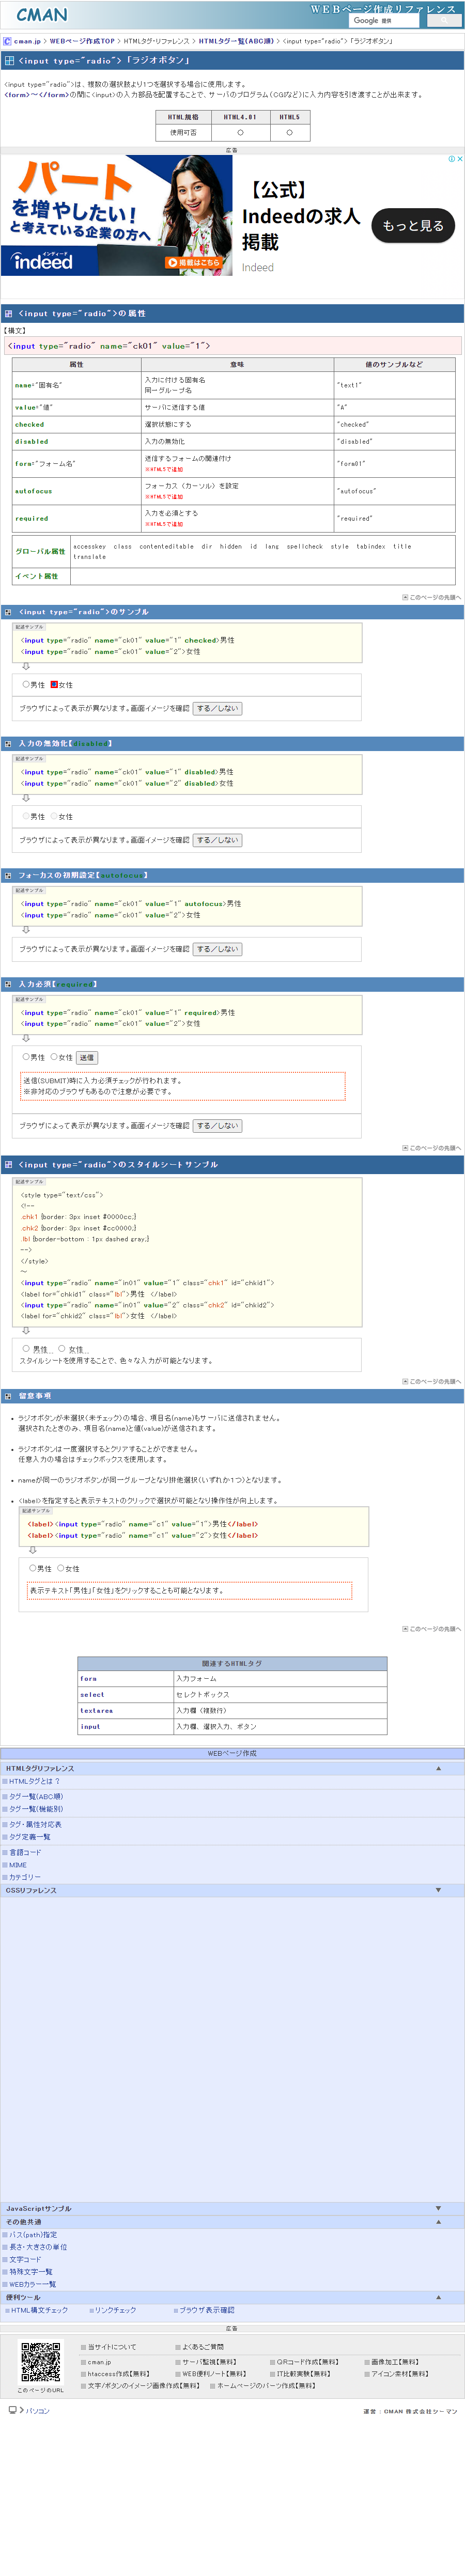 CMAN
WEBページ作成リファレンス
Google 提供
cman.jp > WEBページ作成TOP > HTMLタグ・リファレンス > HTMLタグ一覧(ABC順) > <input type="radio">「ラジオボタン」
<input type="radio">「ラジオボタン」
<input type="radio">は、複数の選択肢より1つを選択する場合に使用します。
<form>～</form>の間に<input>の入力部品を配置することで、サーバのプログラム（CGIなど）に入力内容を引き渡すことが出来ます。
HTML規格 HTML4.01 HTML5
使用可否 ○ ○
広告
パートを増やしたい！
と考えている企業の方へ
indeed
インディード
掲載はこちら
【公式】
Indeedの求人
掲載
Indeed
もっと見る
<input type="radio">の属性
【構文】
<input type="radio" name="ck01" value="1">
属性 意味 値のサンプルなど
name="固有名" 入力に付ける固有名
同一グループ名 "text1"
value="値" サーバに送信する値 "A"
checked 選択状態にする "checked"
disabled 入力の無効化 "disabled"
form="フォーム名" 送信するフォームの関連付け
※HTML5で追加 "form01"
autofocus フォーカス（カーソル）を設定
※HTML5で追加 "autofocus"
required 入力を必須とする
※HTML5で追加 "required"
グローバル属性 accesskey class contenteditable dir hidden id lang spellcheck style tabindex title
translate
イベント属性
このページの先頭へ
<input type="radio">のサンプル
記述サンプル
<input type="radio" name="ck01" value="1" checked>男性
<input type="radio" name="ck01" value="2">女性
男性 女性
ブラウザによって表示が異なります。画面イメージを確認 する／しない
入力の無効化【disabled】
記述サンプル
<input type="radio" name="ck01" value="1" disabled>男性
<input type="radio" name="ck01" value="2" disabled>女性
男性 女性
ブラウザによって表示が異なります。画面イメージを確認 する／しない
フォーカスの初期設定【autofocus】
記述サンプル
<input type="radio" name="ck01" value="1" autofocus>男性
<input type="radio" name="ck01" value="2">女性
ブラウザによって表示が異なります。画面イメージを確認 する／しない
入力必須【required】
記述サンプル
<input type="radio" name="ck01" value="1" required>男性
<input type="radio" name="ck01" value="2">女性
男性 女性 送信
送信(SUBMIT)時に入力必須チェックが行われます。
※非対応のブラウザもあるので注意が必要です。
ブラウザによって表示が異なります。画面イメージを確認 する／しない
このページの先頭へ
<input type="radio">のスタイルシートサンプル
記述サンプル
<style type="text/css">
<!--
.chk1 {border: 3px inset #0000cc;}
.chk2 {border: 3px inset #cc0000;}
.lbl {border-bottom : 1px dashed gray;}
-->
</style>
～
<input type="radio" name="in01" value="1" class="chk1" id="chkid1">
<label for="chkid1" class="lbl">男性 </label>
<input type="radio" name="in01" value="2" class="chk2" id="chkid2">
<label for="chkid2" class="lbl">女性 </label>
男性 女性
スタイルシートを使用することで、色々な入力が可能となります。
このページの先頭へ
留意事項
• ラジオボタンが未選択（未チェック）の場合、項目名(name)もサーバに送信されません。
選択されたときのみ、項目名(name)と値(value)が送信されます。
• ラジオボタンは一度選択するとクリアすることができません。
任意入力の場合はチェックボックスを使用します。
• nameが同一のラジオボタンが同一グループとなり排他選択（いずれか１つ）となります。
• <label>を指定すると表示テキストのクリックで選択が可能となり操作性が向上します。
記述サンプル
<label><input type="radio" name="c1" value="1">男性</label>
<label><input type="radio" name="c1" value="2">女性</label>
男性 女性
表示テキスト「男性」「女性」をクリックすることも可能となります。
このページの先頭へ
関連するHTMLタグ
form 入力フォーム
select セレクトボックス
textarea 入力欄（複数行）
input 入力欄、選択入力、ボタン
WEBページ作成
HTMLタグリファレンス
HTMLタグとは？
タグ一覧(ABC順)
タグ一覧(機能別)
タグ・属性対応表
タグ定義一覧
言語コード
MIME
カテゴリー
CSSリファレンス
JavaScriptサンプル
その他共通
パス(path)指定
長さ・大きさの単位
文字コード
特殊文字一覧
WEBカラー一覧
便利ツール
HTML構文チェック リンクチェック ブラウザ表示確認
広告
このページのURL
当サイトについて よくあるご質問
cman.jp サーバ監視【無料】 QRコード作成【無料】 画像加工【無料】
htaccess作成【無料】 WEB便利ノート【無料】 IT比較実験【無料】 アイコン素材【無料】
文字/ボタンのイメージ画像作成【無料】 ホームページのパーツ作成【無料】
パソコン
運営：CMAN 株式会社シーマン